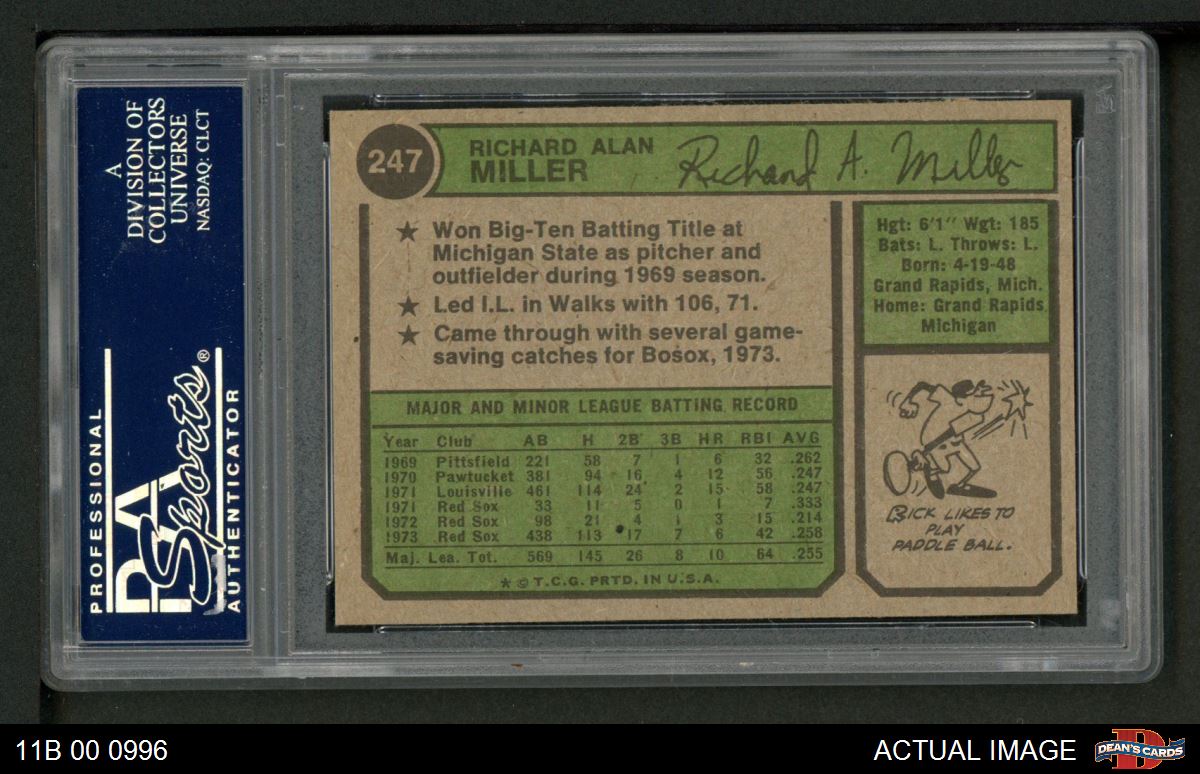 A
DIVISION OF
COLLECTORS
UNIVERSE
NASDAQ: CLCT
PROFESSIONAL
PSA
Sports®
AUTHENTICATOR
247
RICHARD ALAN
MILLER
Richard A. Miller
★ Won Big-Ten Batting Title at
Michigan State as pitcher and
outfielder during 1969 season.
★ Led I.L. in Walks with 106, 71.
★ Came through with several game-
saving catches for Bosox, 1973.
Hgt: 6'1" Wgt: 185
Bats: L. Throws: L.
Born: 4-19-48
Grand Rapids, Mich.
Home: Grand Rapids
Michigan
MAJOR AND MINOR LEAGUE BATTING RECORD
Year Club AB H 2B 3B HR RBI AVG
1969 Pittsfield 221 58 7 1 6 32 .262
1970 Pawtucket 381 94 16 4 12 56 .247
1971 Louisville 461 114 24 2 15 58 .247
1971 Red Sox 33 11 5 0 1 7 .333
1972 Red Sox 98 21 4 1 3 15 .214
1973 Red Sox 438 113 17 7 6 42 .258
Maj. Lea. Tot. 569 145 26 8 10 64 .255
★ © T.C.G. PRTD. IN U.S.A.
RICK LIKES TO
PLAY
PADDLE BALL.
11B 00 0996
ACTUAL IMAGE
DEAN'S CARDS